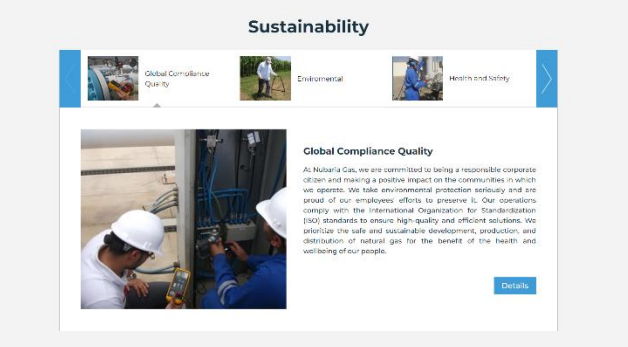 Sustainability
Global Compliance
Quality
Enviromental
Health and Safety
Global Compliance Quality
At Nubaria Gas, we are committed to being a responsible corporate
citizen and making a positive impact on the communities in which
we operate. We take environmental protection seriously and are
proud of our employees' efforts to preserve it. Our operations
comply with the International Organization for Standardization
(ISO) standards to ensure high-quality and efficient solutions. We
prioritize the safe and sustainable development, production, and
distribution of natural gas for the benefit of the health and
wellbeing of our people.
Details